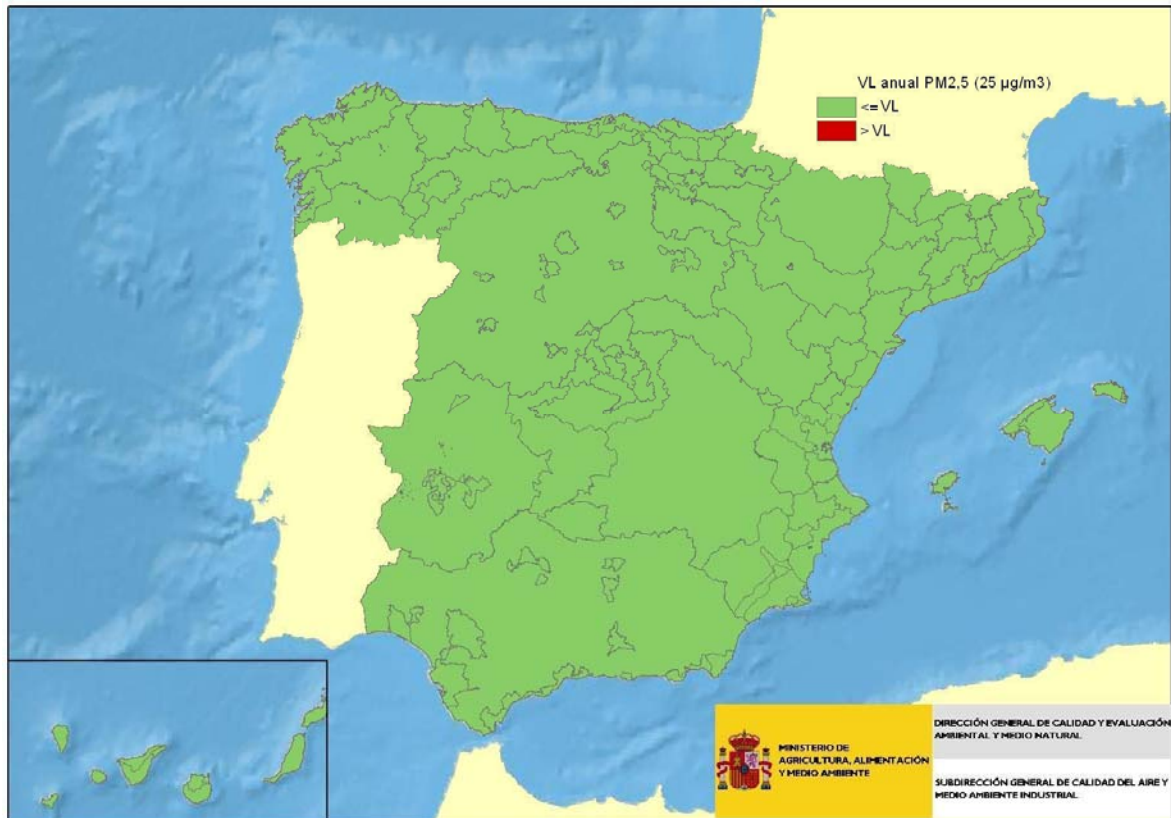 VL anual PM2,5 (25 µg/m3)
<= VL
> VL
MINISTERIO DE
AGRICULTURA, ALIMENTACIÓN
Y MEDIO AMBIENTE
DIRECCIÓN GENERAL DE CALIDAD Y EVALUACIÓN
AMBIENTAL Y MEDIO NATURAL
SUBDIRECCIÓN GENERAL DE CALIDAD DEL AIRE Y
MEDIO AMBIENTE INDUSTRIAL